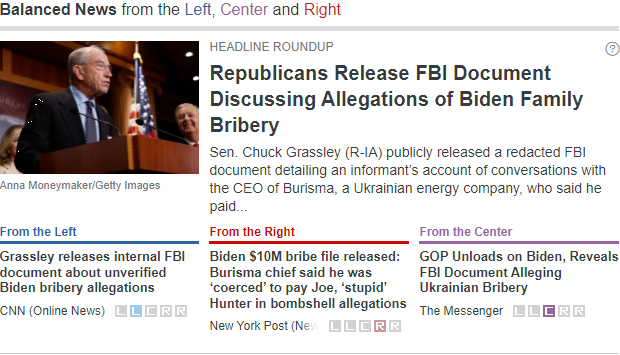 Balanced News from the Left, Center and Right
HEADLINE ROUNDUP
?
Republicans Release FBI Document
Discussing Allegations of Biden Family
Bribery
Sen. Chuck Grassley (R-IA) publicly released a redacted FBI
document detailing an informant's account of conversations with
the CEO of Burisma, a Ukrainian energy company, who said he
paid...
Anna Moneymaker/Getty Images
From the Left
Grassley releases internal FBI
document about unverified
Biden bribery allegations
CNN (Online News) L L C R R
From the Right
Biden $10M bribe file released:
Burisma chief said he was
‘coerced’ to pay Joe, ‘stupid’
Hunter in bombshell allegations
New York Post (Nev L L C R R
From the Center
GOP Unloads on Biden, Reveals
FBI Document Alleging
Ukrainian Bribery
The Messenger L L C R R